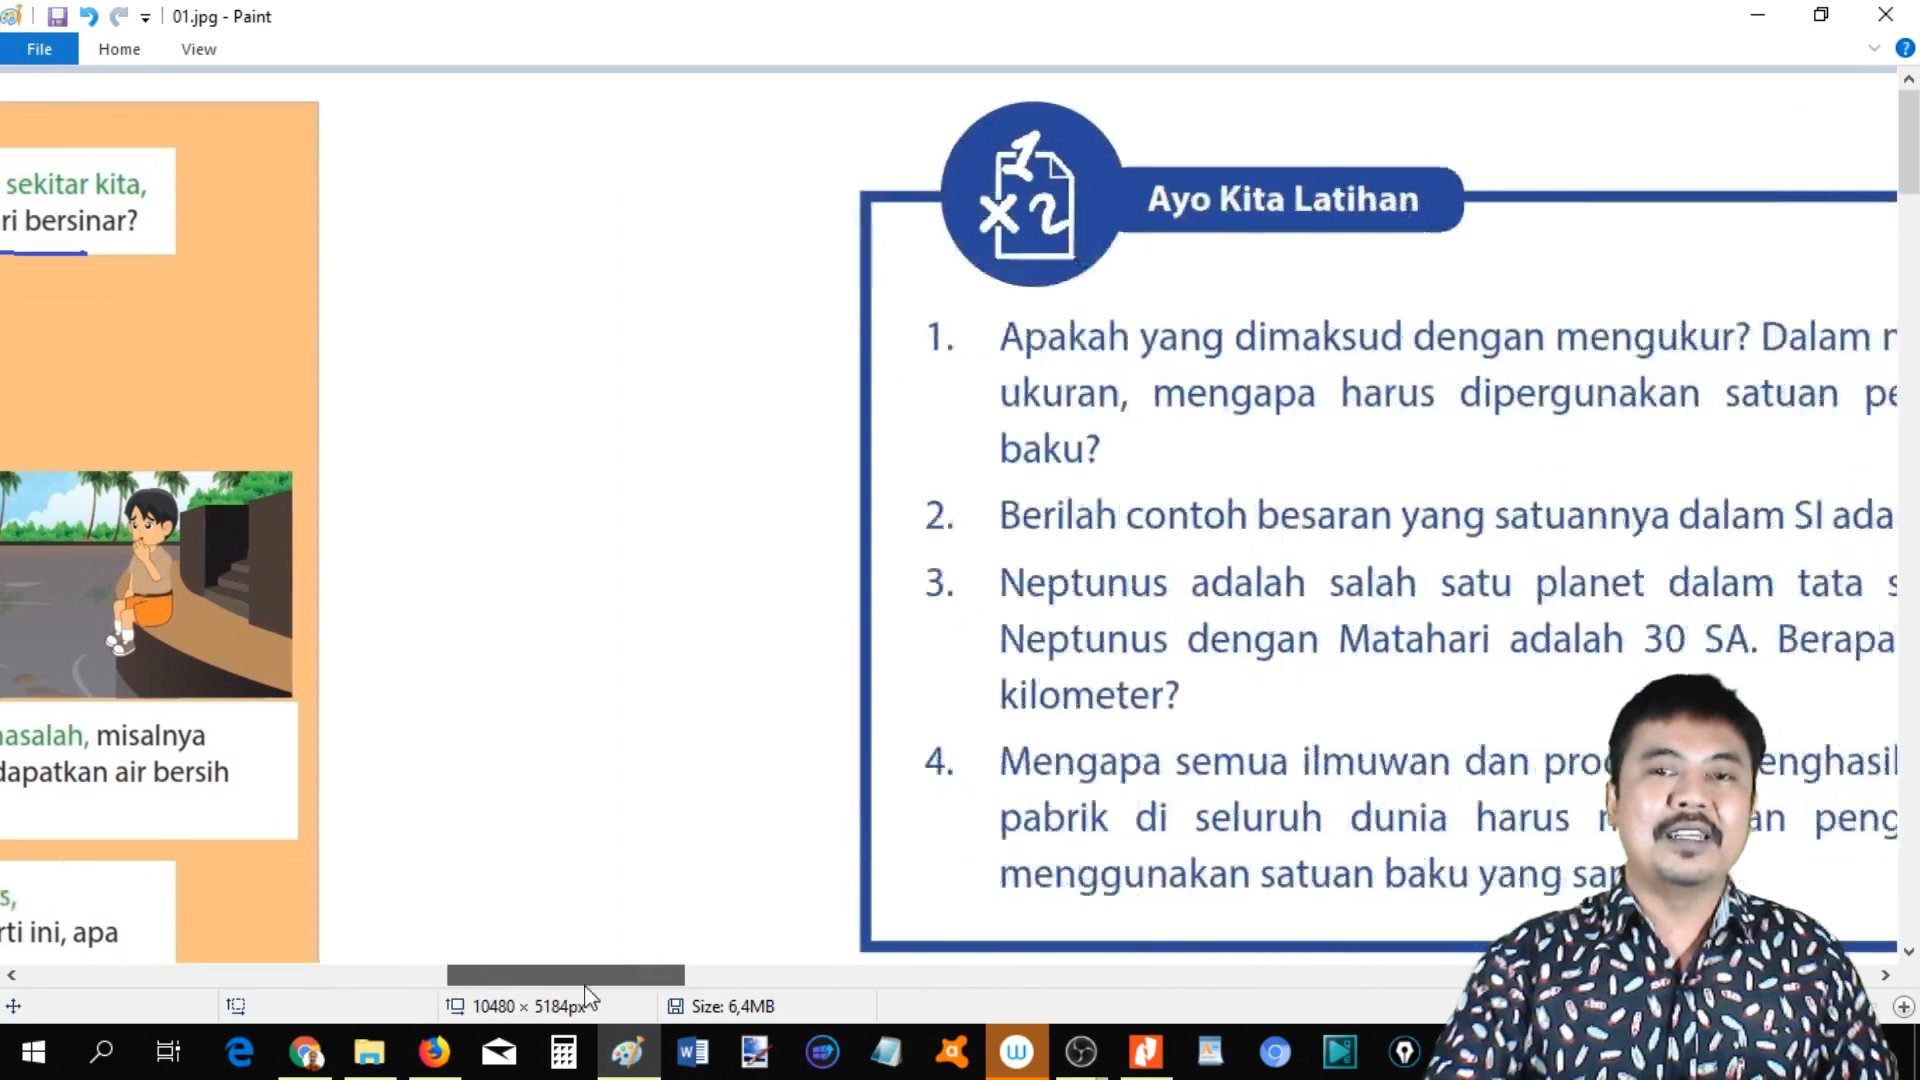 01.jpg - Paint
File Home View
sekitar kita,
ri bersinar?
asalah, misalnya
dapatkan air bersih
s,
rti ini, apa
Ayo Kita Latihan
1. Apakah yang dimaksud dengan mengukur? Dalam
ukuran, mengapa harus dipergunakan satuan pe
baku?
2. Berilah contoh besaran yang satuannya dalam SI ada
3. Neptunus adalah salah satu planet dalam tata s
Neptunus dengan Matahari adalah 30 SA. Berapa
kilometer?
4. Mengapa semua ilmuwan dan pro enghasil
pabrik di seluruh dunia harus an peng
menggunakan satuan baku yang sa
10480 × 5184px
Size: 6,4MB